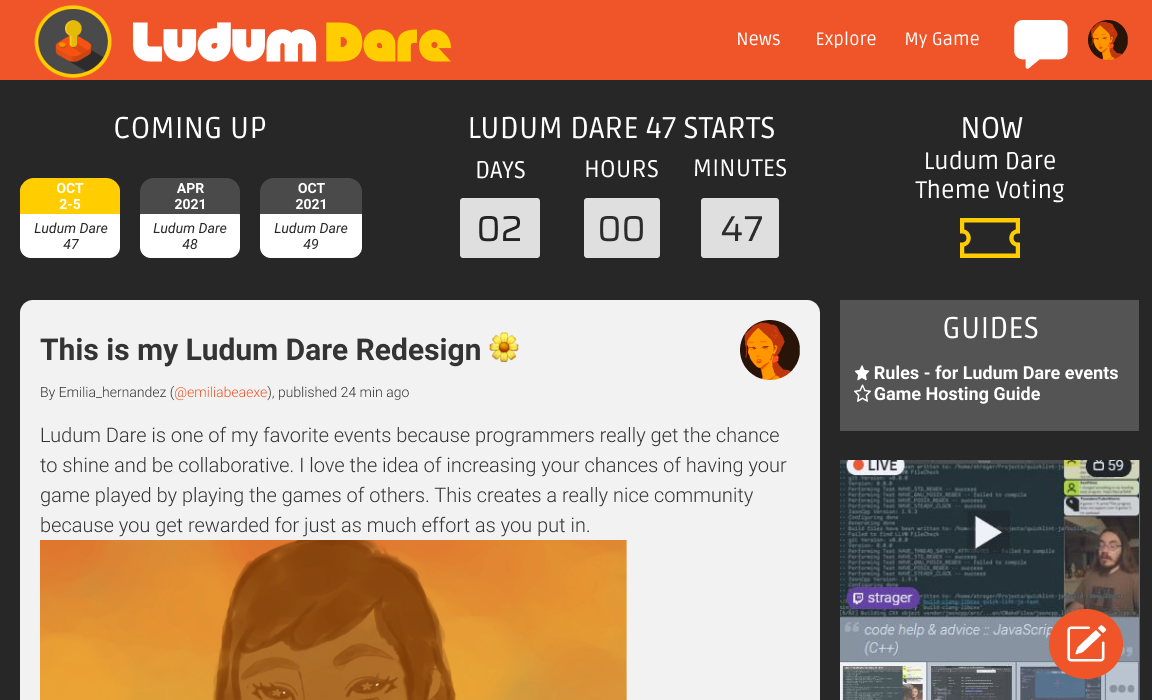 Ludum Dare
News
Explore
My Game
COMING UP
OCT
2-5
Ludum Dare
47
APR
2021
Ludum Dare
48
OCT
2021
Ludum Dare
49
LUDUM DARE 47 STARTS
DAYS
HOURS
MINUTES
02
00
47
NOW
Ludum Dare
Theme Voting
This is my Ludum Dare Redesign
By Emilia_hernandez (@emiliabeaexe), published 24 min ago
Ludum Dare is one of my favorite events because programmers really get the chance
to shine and be collaborative. I love the idea of increasing your chances of having your
game played by playing the games of others. This creates a really nice community
because you get rewarded for just as much effort as you put in.
GUIDES
Rules - for Ludum Dare events
Game Hosting Guide
LIVE
59
strager
code help & advice :: JavaScrip
(C++)